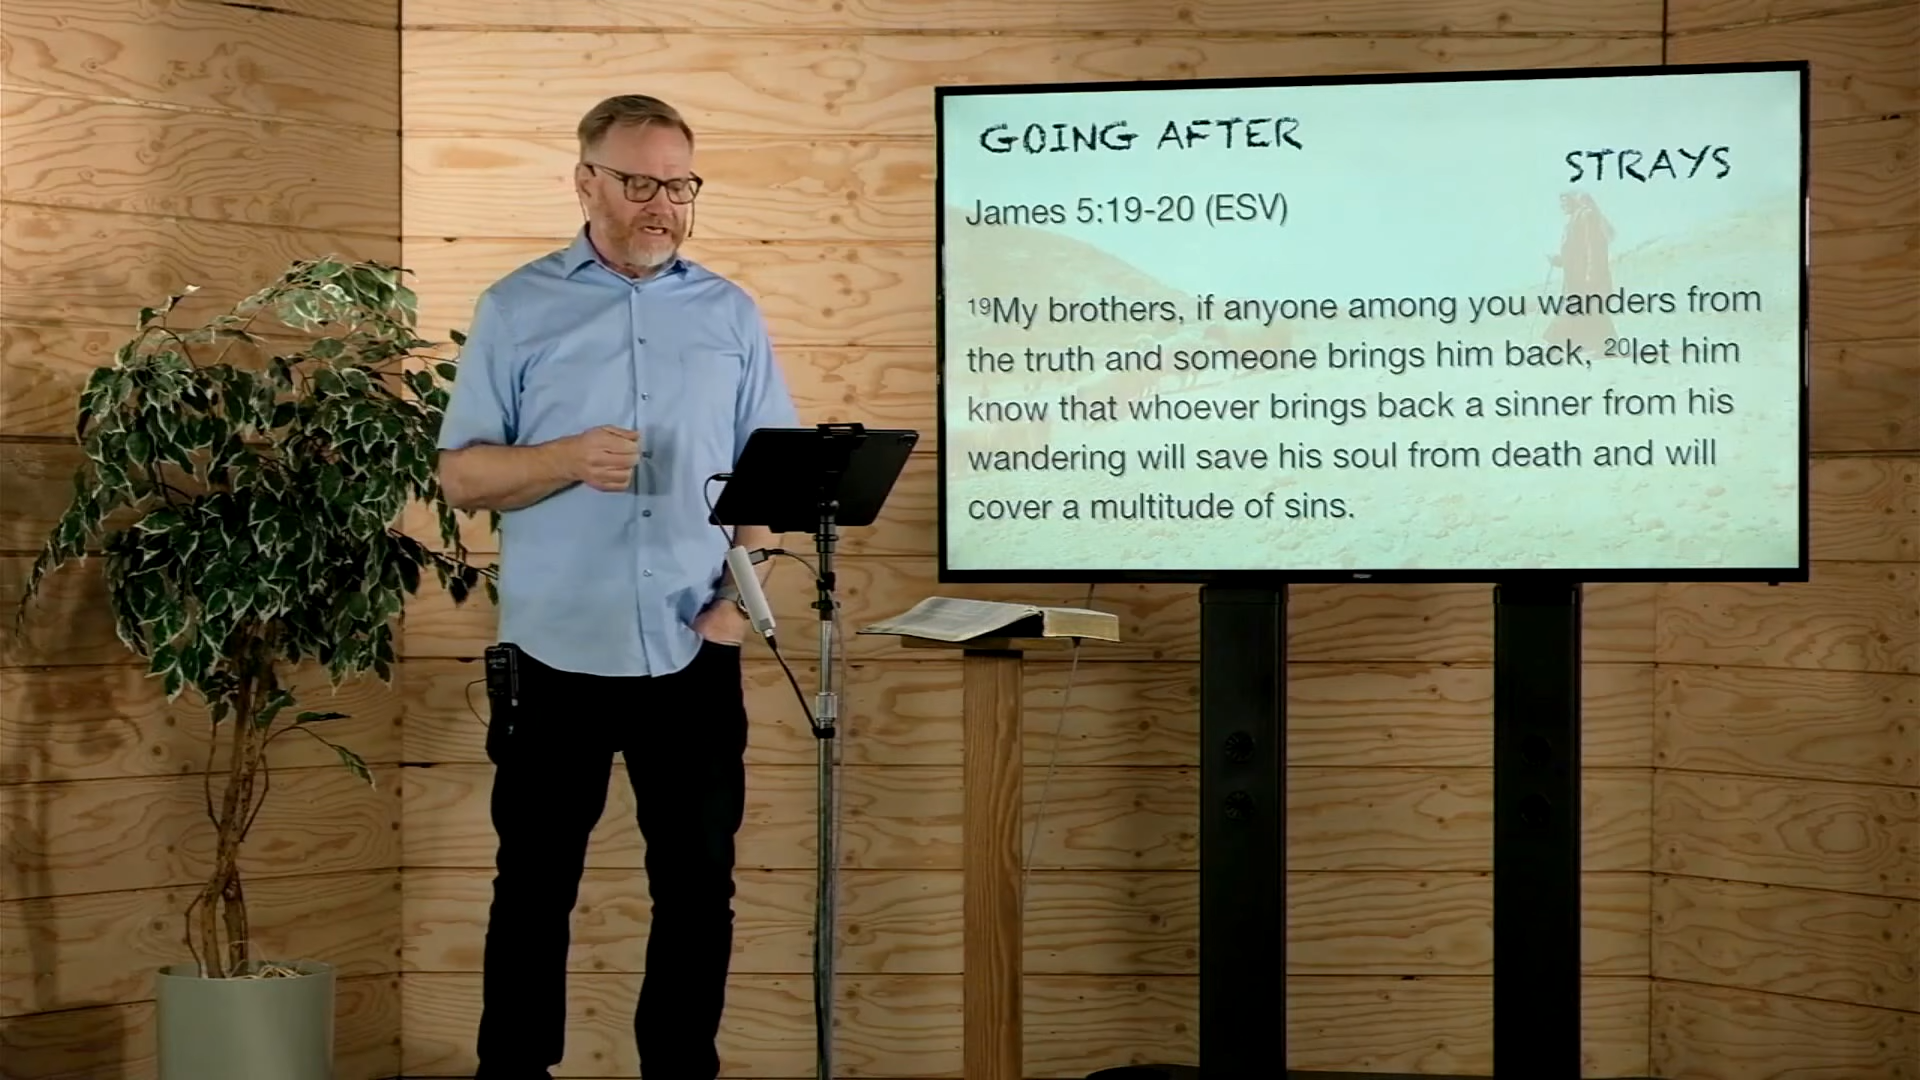 GOING AFTER
STRAYS
James 5:19-20 (ESV)
19My brothers, if anyone among you wanders from
the truth and someone brings him back, 20let him
know that whoever brings back a sinner from his
wandering will save his soul from death and will
cover a multitude of sins.